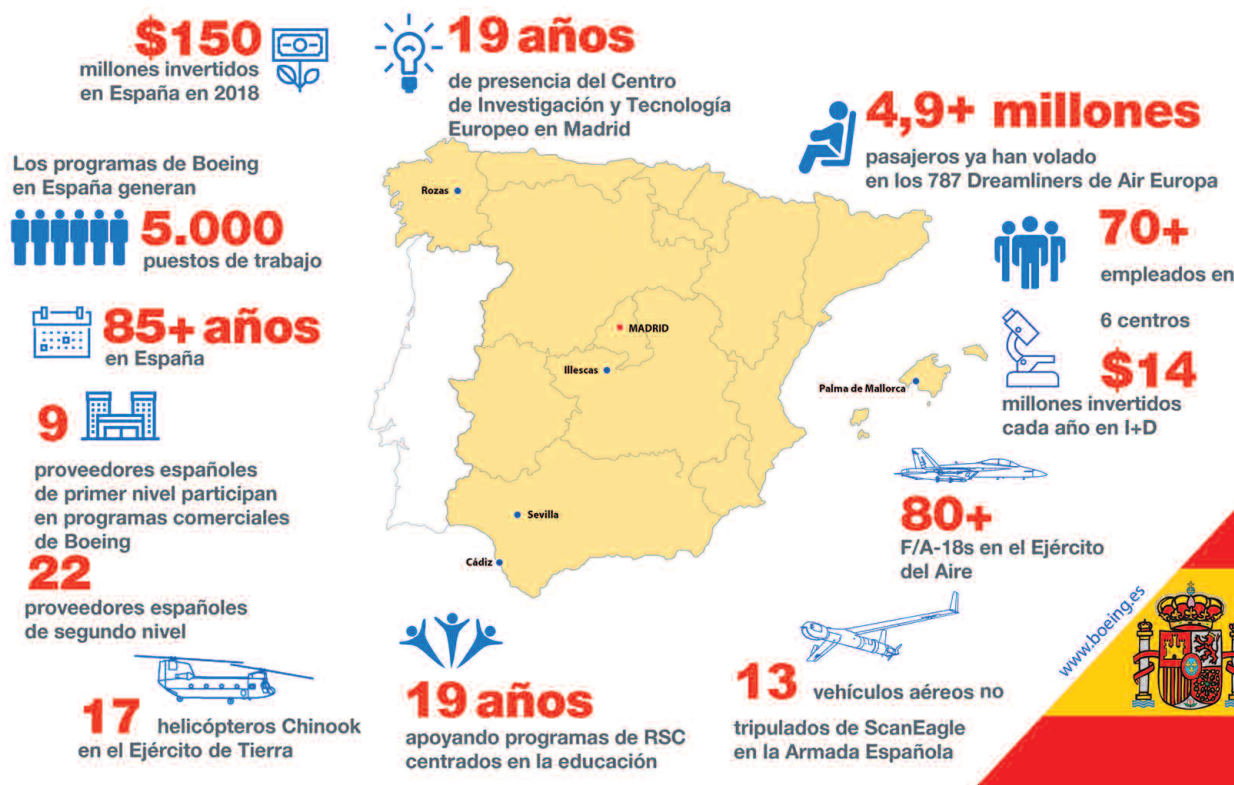 $150
millones invertidos
en España en 2018
19 años
de presencia del Centro
de Investigación y Tecnología
Europeo en Madrid
4,9+ millones
pasajeros ya han volado
en los 787 Dreamliners de Air Europa
Los programas de Boeing
en España generan
5.000
puestos de trabajo
70+
empleados en
6 centros
85+ años
en España
$14
millones invertidos
cada año en I+D
9
proveedores españoles
de primer nivel participan
en programas comerciales
de Boeing
22
proveedores españoles
de segundo nivel
17 helicópteros Chinook
en el Ejército de Tierra
19 años
apoyando programas de RSC
centrados en la educación
13 vehículos aéreos no
tripulados de ScanEagle
en la Armada Española
80+
F/A-18s en el Ejército
del Aire
Rozas
MADRID
Illescas
Palma de Mallorca
Sevilla
Cádiz
www.boeing.es